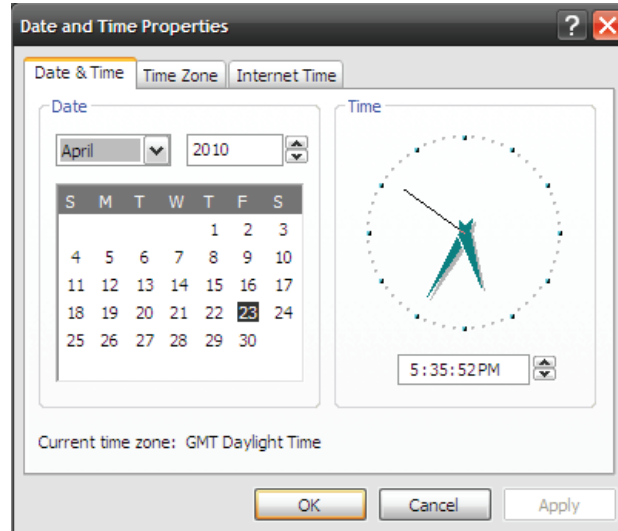 Date and Time Properties
Date & Time Time Zone Internet Time
Date
April 2010
S M T W T F S
1 2 3
4 5 6 7 8 9 10
11 12 13 14 15 16 17
18 19 20 21 22 23 24
25 26 27 28 29 30
Time
5:35:52PM
Current time zone: GMT Daylight Time
OK Cancel Apply